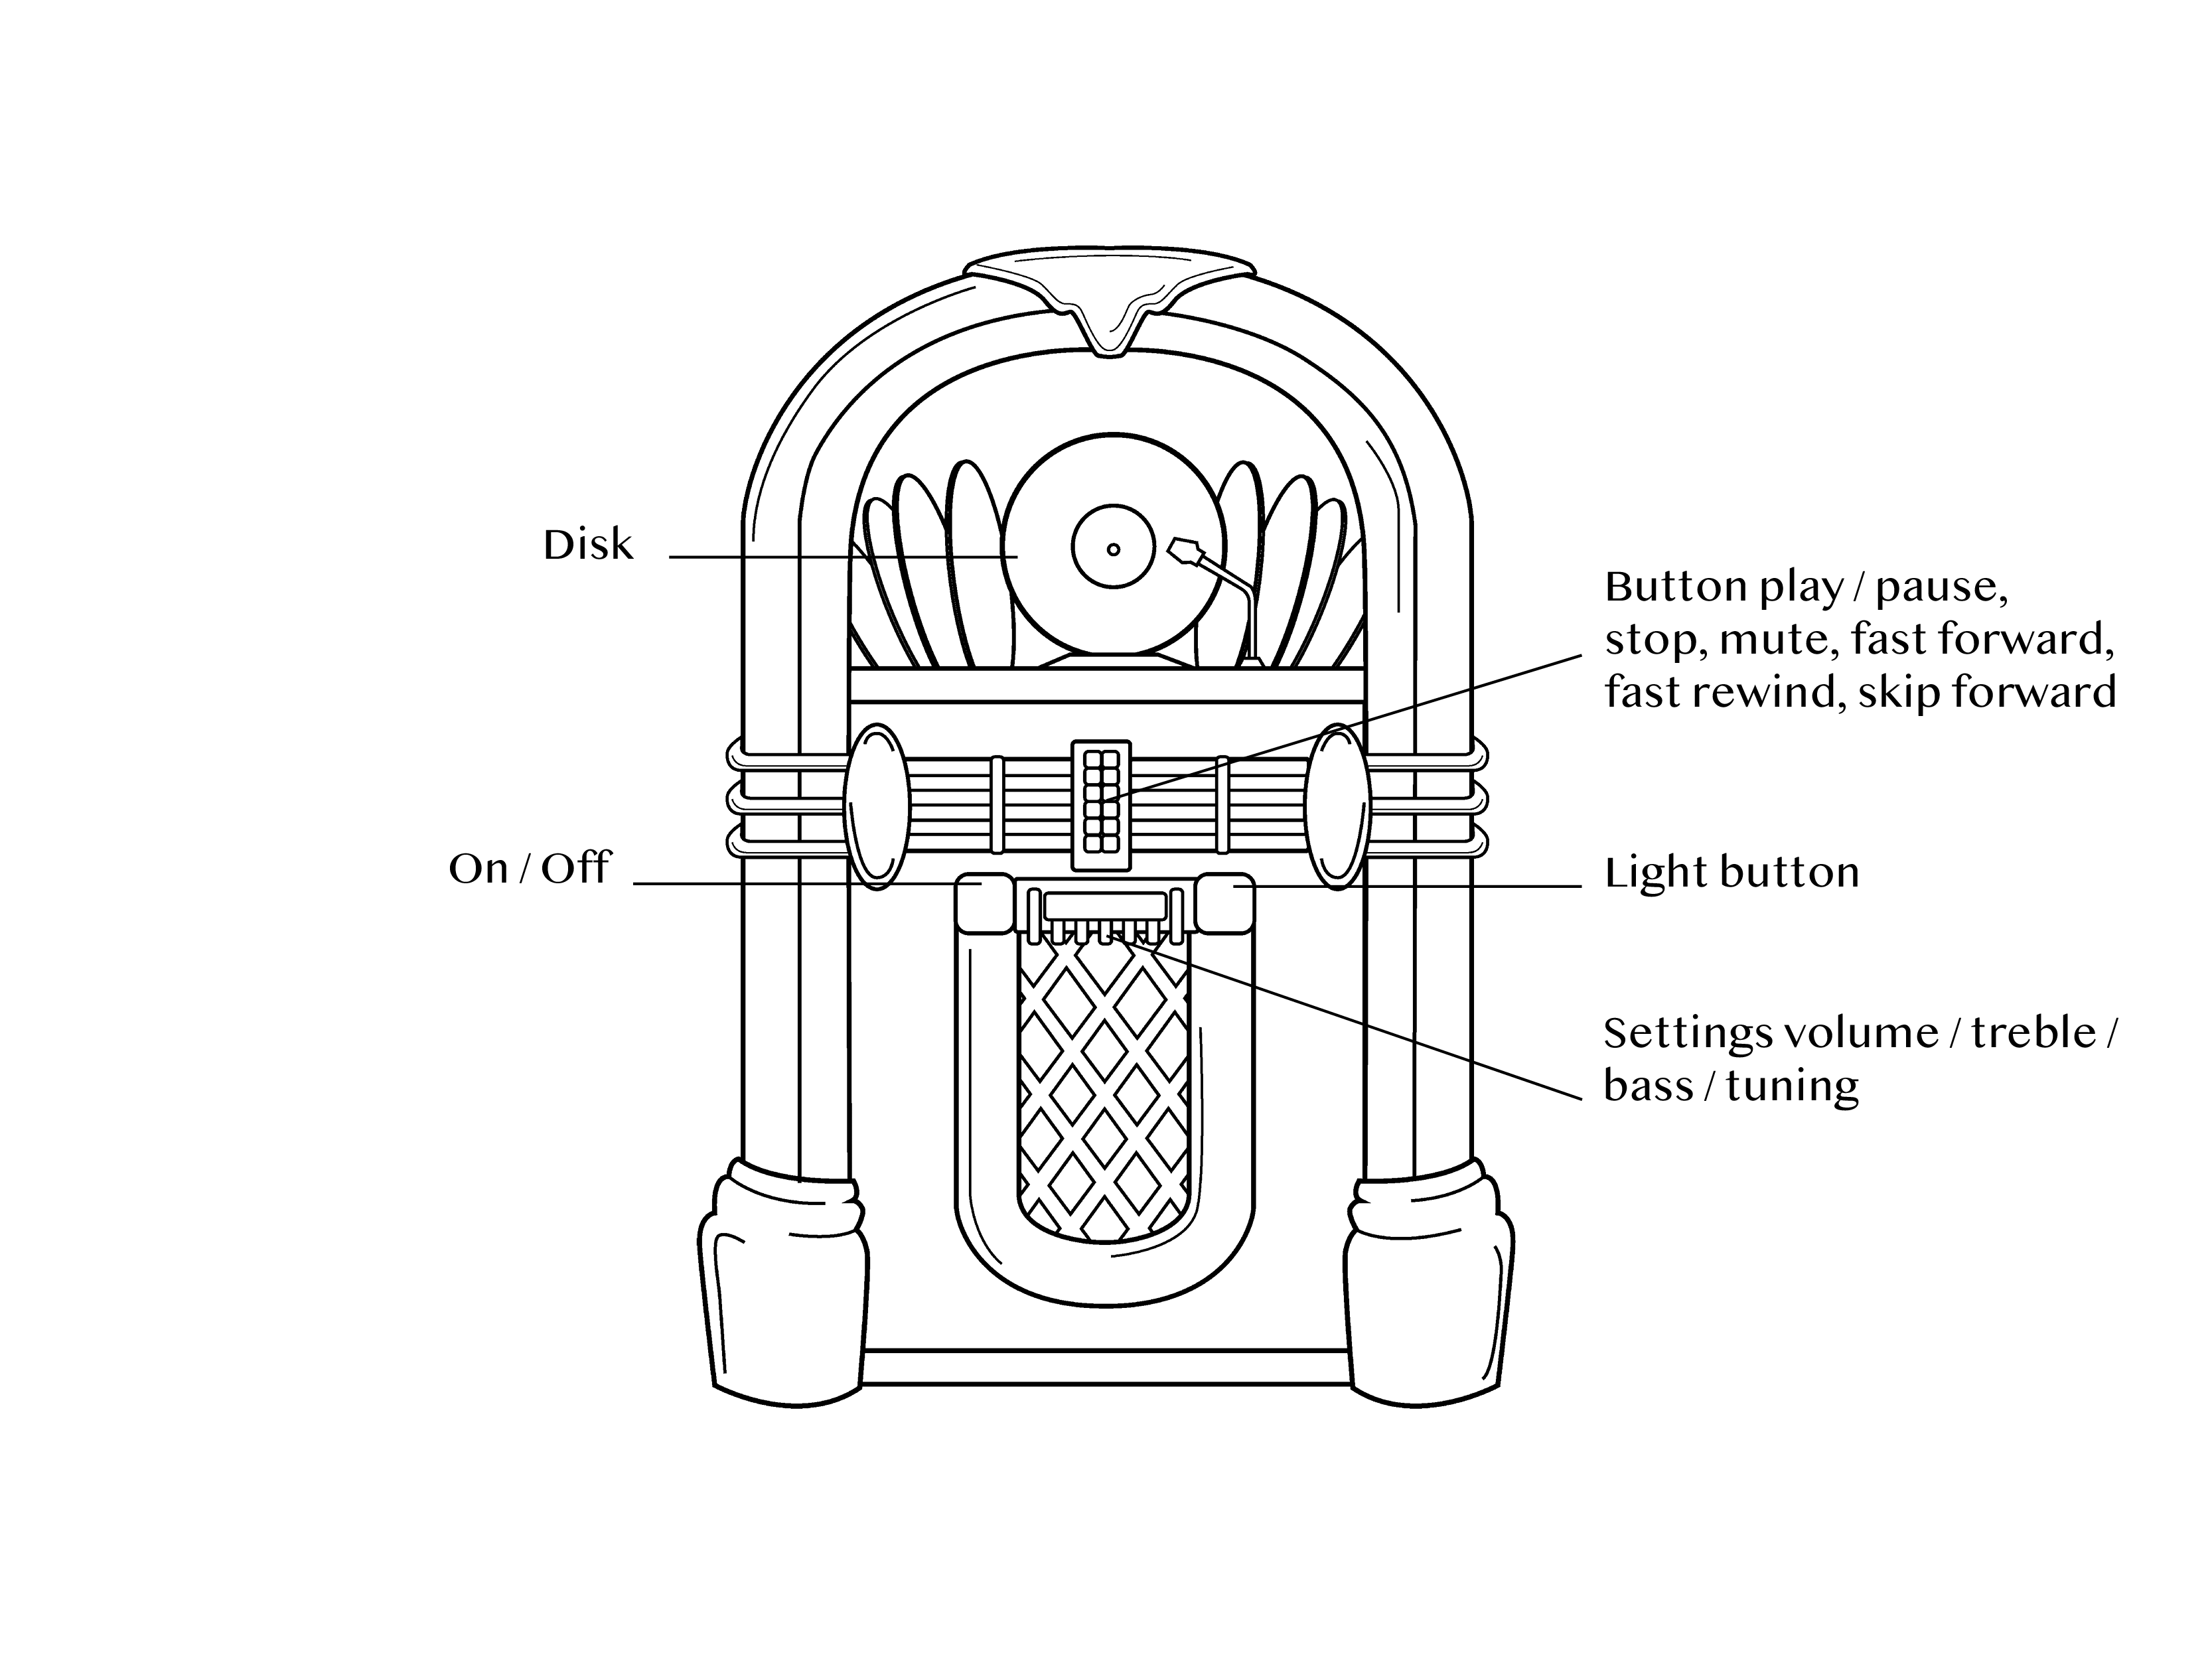 Disk
Button play / pause,
stop, mute, fast forward,
fast rewind, skip forward
On / Off
Light button
Settings volume / treble /
bass / tuning